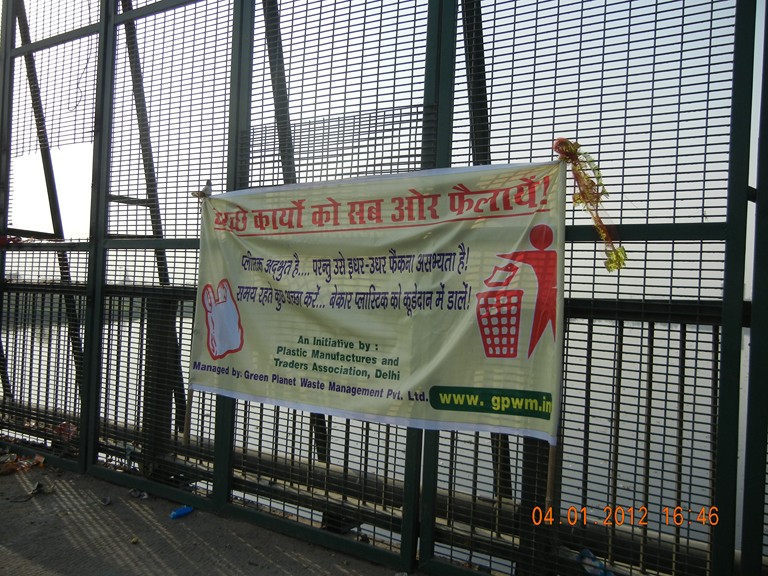 अच्छे कार्यो को सब ओर फैलायें!
प्लास्टिक अद्भुत है.... परन्तु उसे इधर-उधर फैंकना असभ्यता है!
समय रहते कुछ अच्छा करें... बेकार प्लास्टिक को कूड़ेदान में डालें!
An Initiative by :
Plastic Manufactures and
Traders Association, Delhi
Managed by: Green Planet Waste Management Pvt. Ltd.
www. gpwm.in
04.01.2012 16:46